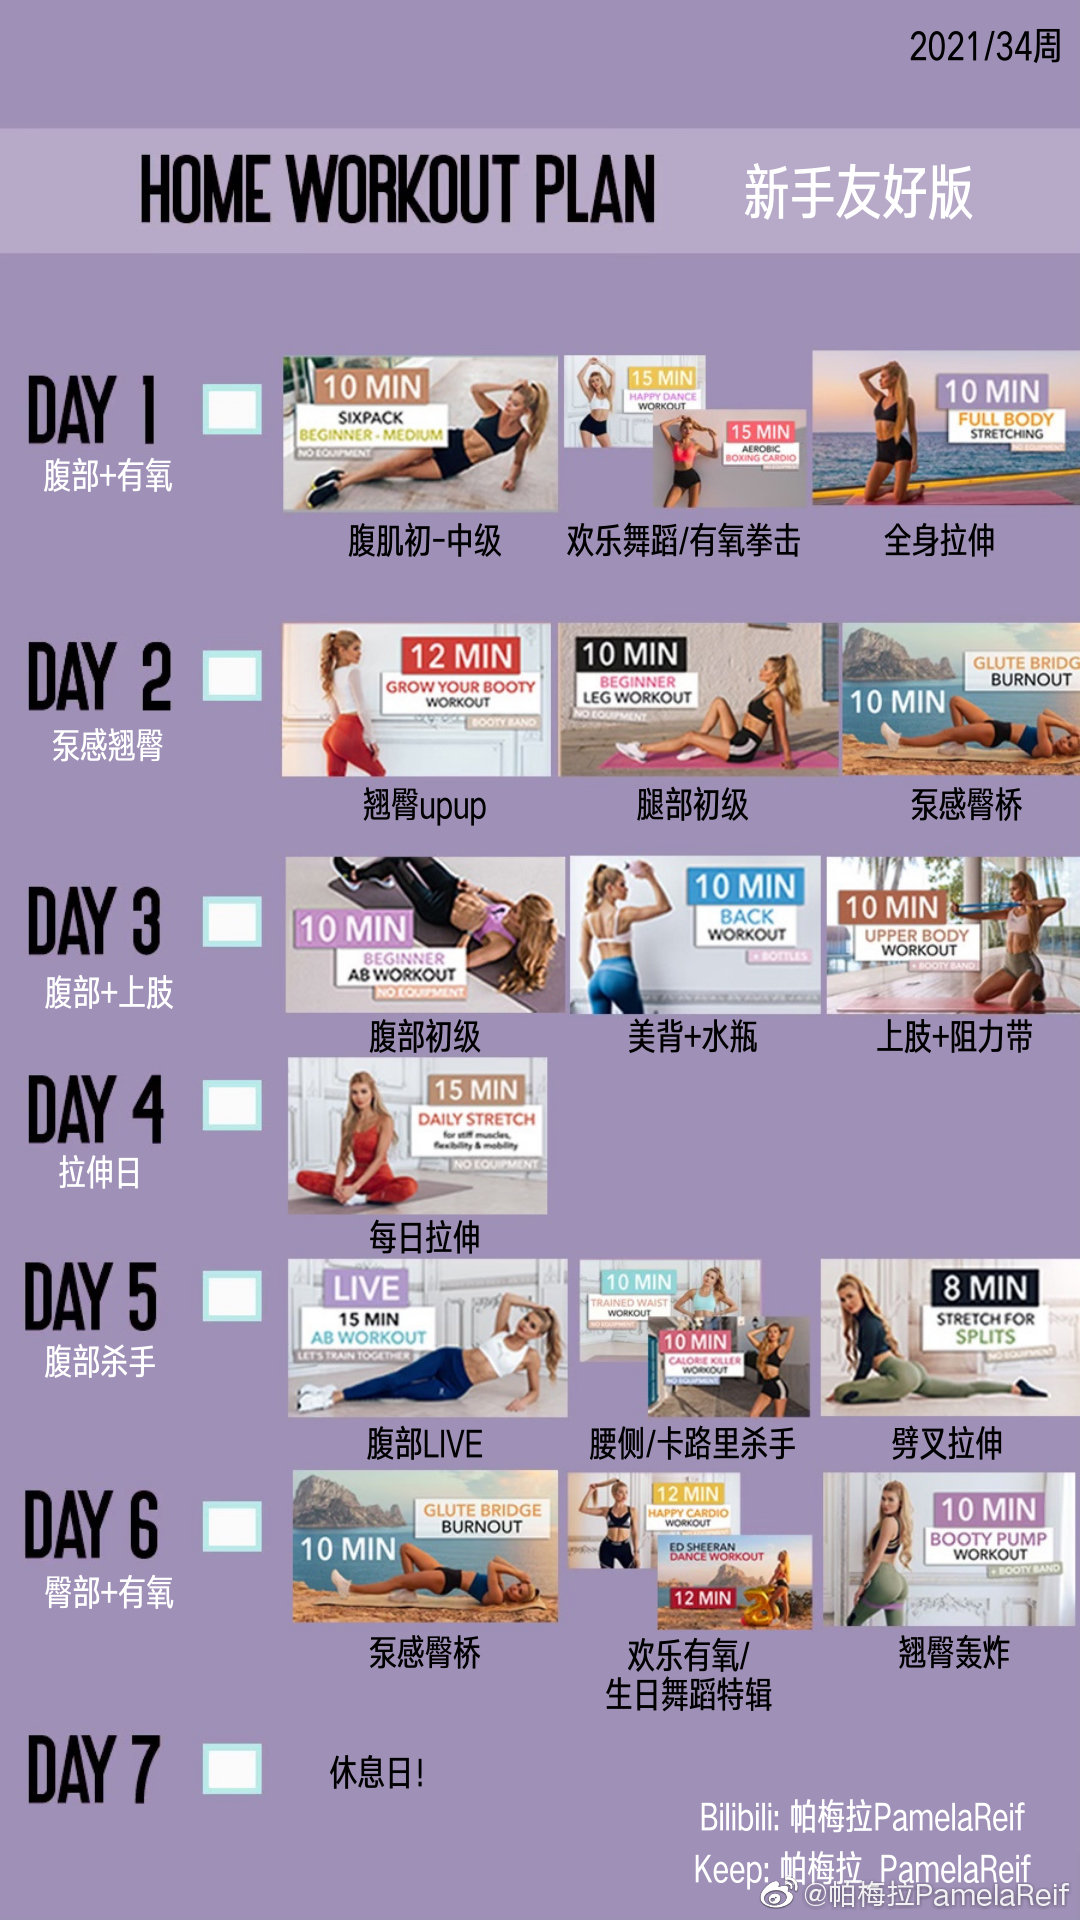 2021/34周
HOME WORKOUT PLAN 新手友好版
DAY 1
腹部+有氧
10 MIN
SIXPACK
BEGINNER - MEDIUM
NO EQUIPMENT
15 MIN
HAPPY DANCE
WORKOUT
15 MIN
AEROBIC
BOXING CARDIO
NO EQUIPMENT
10 MIN
FULL BODY
STRETCHING
NO EQUIPMENT
腹肌初-中级
欢乐舞蹈/有氧拳击
全身拉伸
DAY 2
泵感翘臀
12 MIN
GROW YOUR BOOTY
WORKOUT
BOOTY BAND
10 MIN
BEGINNER
LEG WORKOUT
NO EQUIPMENT
GLUTE BRIDG
BURNOUT
10 MIN
翘臀upup
腿部初级
泵感臀桥
DAY 3
腹部+上肢
10 MIN
BEGINNER
AB WORKOUT
NO EQUIPMENT
10 MIN
BACK
WORKOUT
+ BOTTLES
10 MIN
UPPER BODY
WORKOUT
+ BOOTY BAND
腹部初级
美背+水瓶
上肢+阻力带
DAY 4
拉伸日
15 MIN
DAILY STRETCH
for stiff muscles,
flexibility & mobility
NO EQUIPMENT
每日拉伸
DAY 5
腹部杀手
LIVE
15 MIN
AB WORKOUT
LET'S TRAIN TOGETHER
10 MIN
TRAINED WAIST
WORKOUT
NO EQUIPMENT
10 MIN
CALORIE KILLER
WORKOUT
NO EQUIPMENT
8 MIN
STRETCH FOR
SPLITS
NO EQUIPMENT
腹部LIVE
腰侧/卡路里杀手
劈叉拉伸
DAY 6
臀部+有氧
GLUTE BRIDGE
BURNOUT
10 MIN
12 MIN
HAPPY CARDIO
WORKOUT
ED SHEERAN
DANCE WORKOUT
12 MIN
10 MIN
BOOTY PUMP
WORKOUT
+ BOOTY BAND
泵感臀桥
欢乐有氧/
生日舞蹈特辑
翘臀轰炸
DAY 7
休息日!
Bilibili: 帕梅拉PamelaReif
Keep: 帕梅拉_PamelaReif
@帕梅拉PamelaReif